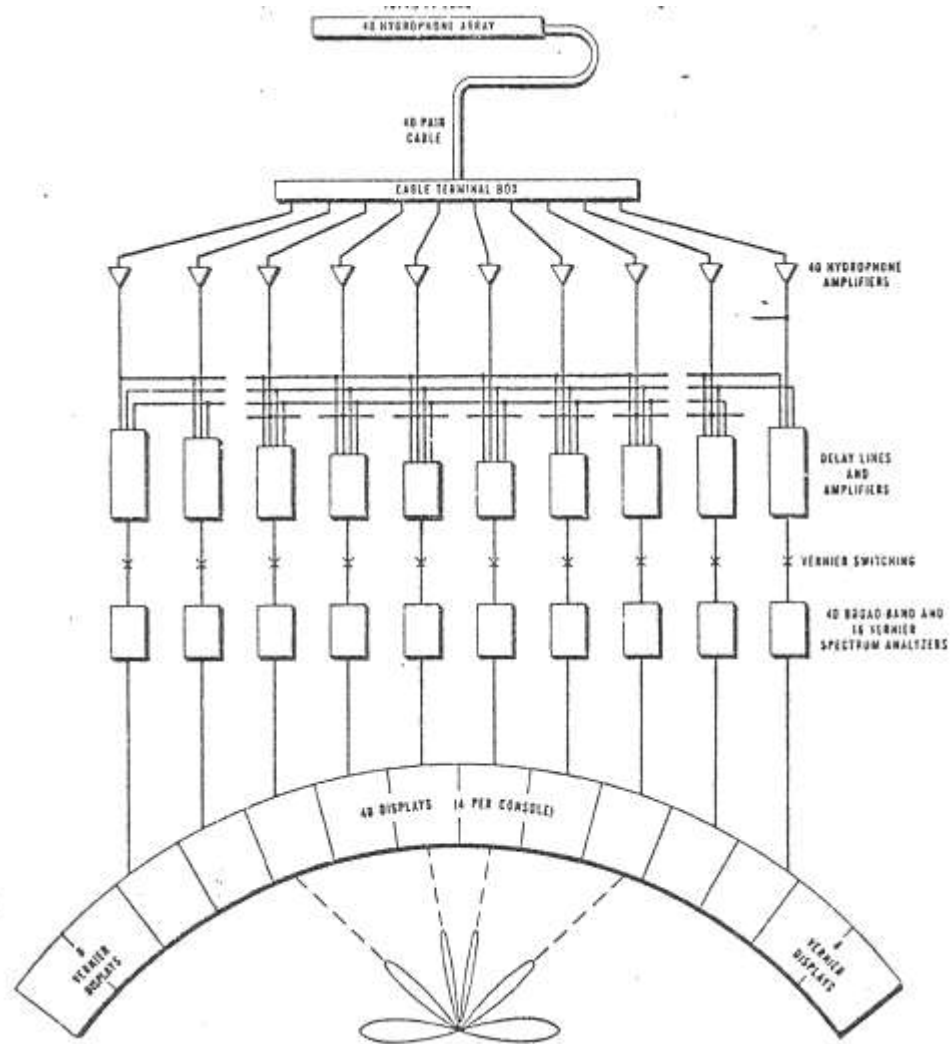 40 HYDROPHONE ARRAY
40 PAIR
CABLE
CABLE TERMINAL BOX
40 HYDROPHONE
AMPLIFIERS
DELAY LINES
AND
AMPLIFIERS
VERNIER SWITCHING
40 BROAD BAND AND
16 VERNIER
SPECTRUM ANALYZERS
40 DISPLAYS (4 PER CONSOLE)
8
VERNIER
DISPLAYS
8
VERNIER
DISPLAYS